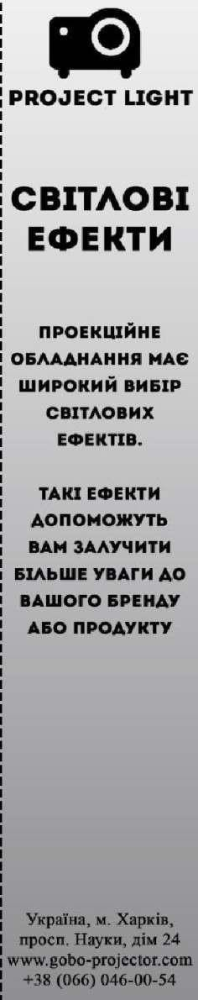 PROJECT LIGHT
СВІТЛОВІ
ЕФЕКТИ
ПРОЕКЦІЙНЕ
ОБЛАДНАННЯ МАЄ
ШИРОКИЙ ВИБІР
СВІТЛОВИХ
ЕФЕКТІВ.
ТАКІ ЕФЕКТИ
ДОПОМОЖУТЬ
ВАМ ЗАЛУЧИТИ
БІЛЬШЕ УВАГИ ДО
ВАШОГО БРЕНДУ
АБО ПРОДУКТУ
Україна, м. Харків,
просп. Науки, дім 24
www.gobo-projector.com
+38 (066) 046-00-54